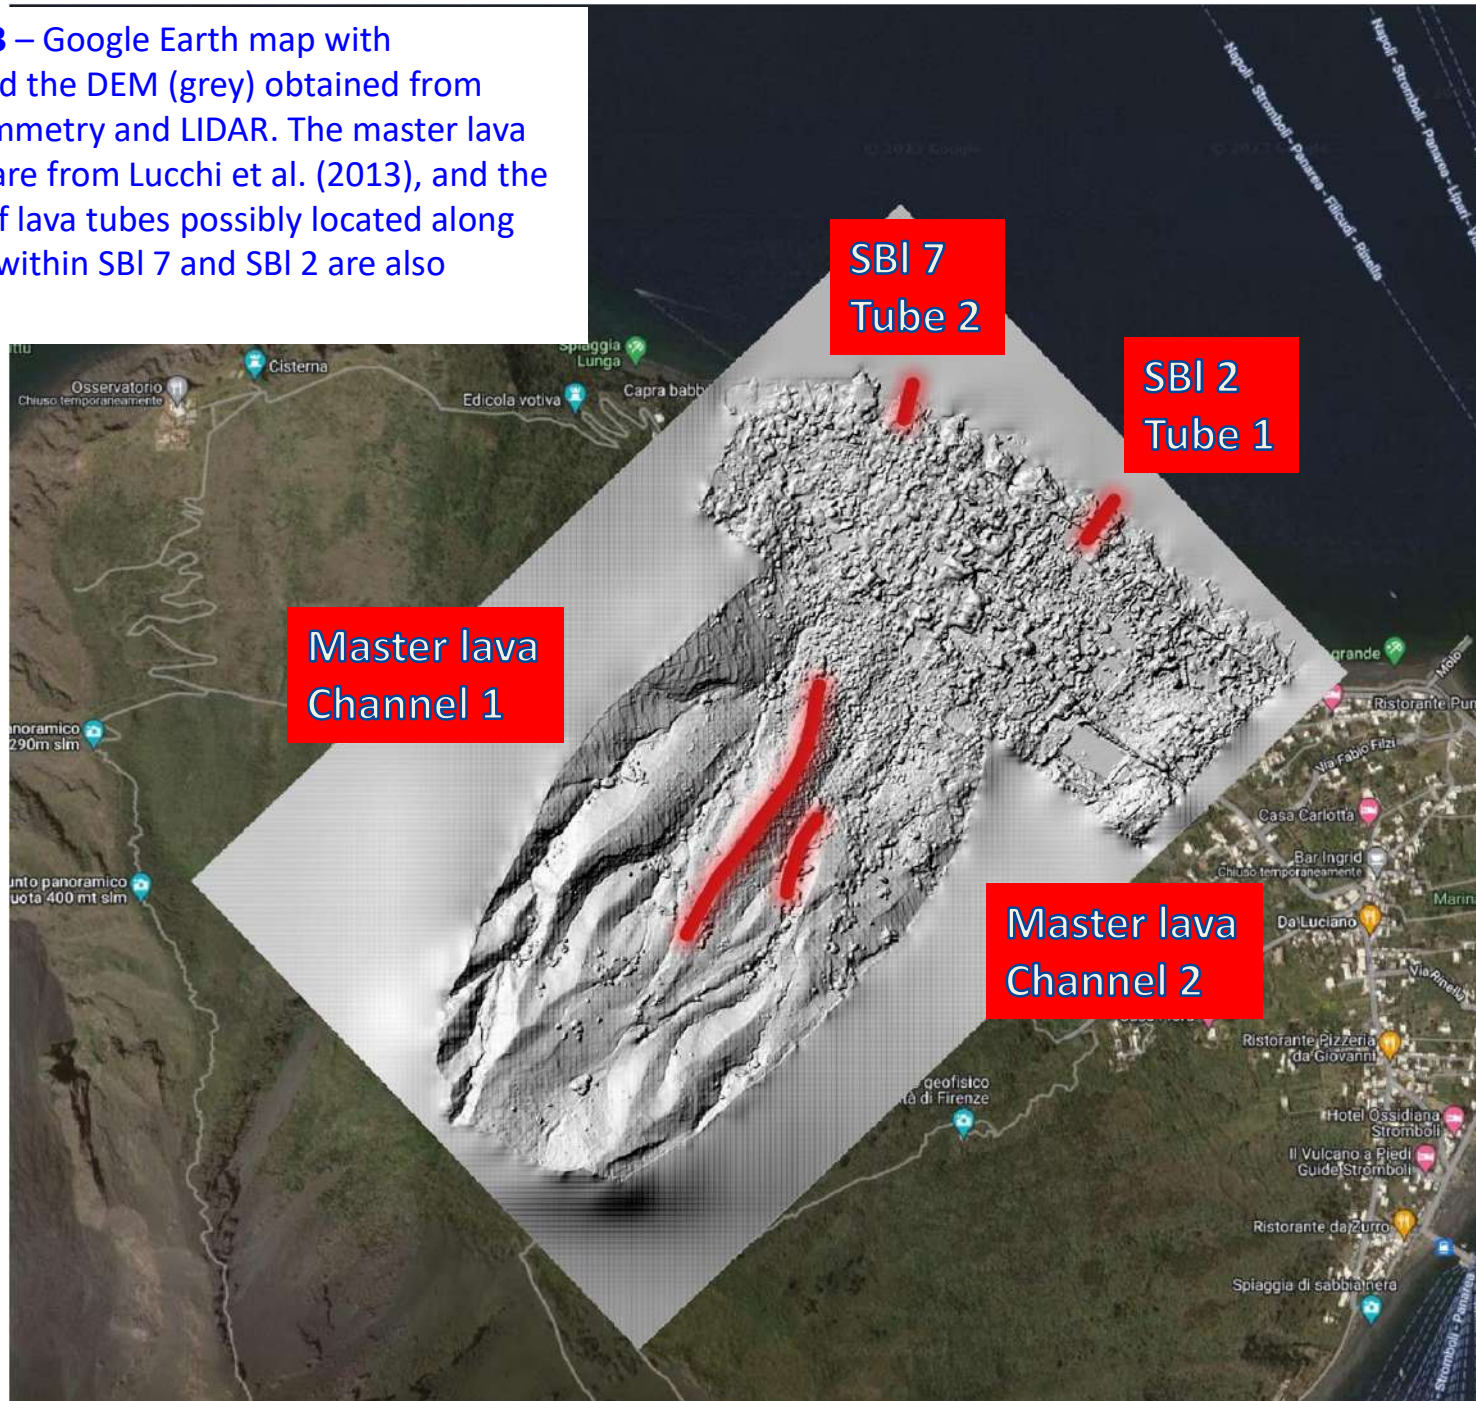 3 – Google Earth map with
d the DEM (grey) obtained from
mmetry and LIDAR. The master lava
are from Lucchi et al. (2013), and the
f lava tubes possibly located along
within SBl 7 and SBl 2 are also
Napoli - Stromboli - Panarea - Filicudi - Rinella
Napoli - Stromboli - Panarea - Lipari - V
SBl 7
Tube 2
SBl 2
Tube 1
Spiaggia
Lunga
Cisterna
Osservatorio
Chiuso temporaneamente
Edicola votiva
Capra babb
Master lava
Channel 1
grande
Molo
Ristorante Pun
noramico
290m slm
Via Fabio Filzi
Casa Carlotta
Bar Ingrid
Chiuso temporaneamente
unto panoramico
uota 400 mt slm
Marin
Da Luciano
Master lava
Channel 2
Via Rinella
Ristorante Pizzeria
da Giovanni
geofisico
tà di Firenze
Hotel Ossidiana
Stromboli
Il Vulcano a Piedi
Guide Stromboli
Ristorante da Zurro
Spiaggia di sabbia nera
Stromboli - Panarea